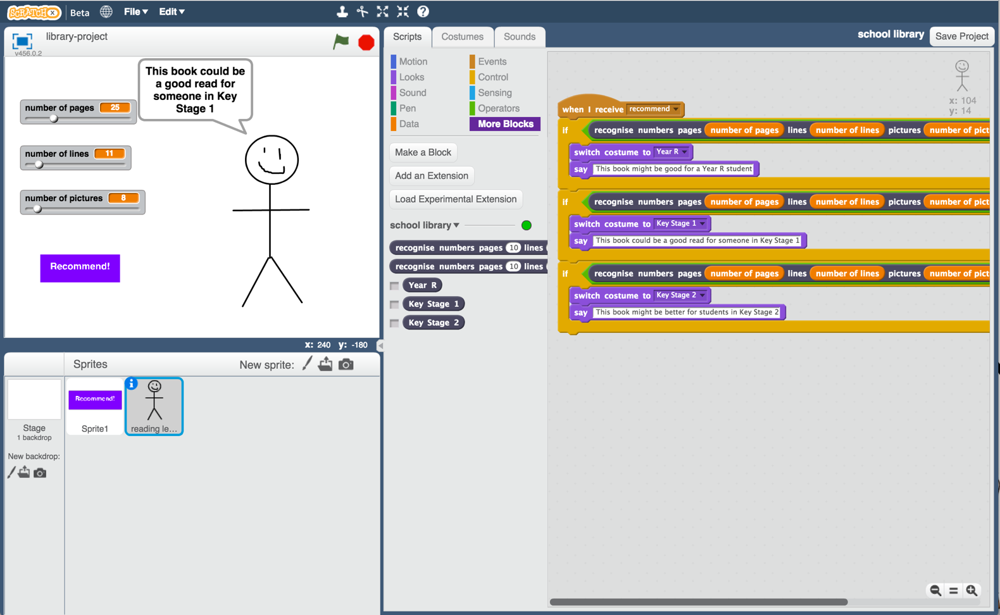 SCRATCHX Beta File▼ Edit▼
library-project
v456.0.2
This book could be
a good read for
someone in Key
Stage 1
number of pages 25
number of lines 11
number of pictures 8
Recommend!
x: 240 y: -180
Sprites New sprite:
Recommend!
Stage
1 backdrop
Sprite1
reading le...
New backdrop:
Scripts Costumes Sounds
school library Save Project
Motion Events
Looks Control
Sound Sensing
Pen Operators
Data More Blocks
Make a Block
Add an Extension
Load Experimental Extension
school library▼
recognise numbers pages 10 lines
recognise numbers pages 10 lines
Year R
Key Stage 1
Key Stage 2
x: 104
y: 14
when I receive recommend
if recognise numbers pages number of pages lines number of lines pictures number of pict
switch costume to Year R
say This book might be good for a Year R student
if recognise numbers pages number of pages lines number of lines pictures number of pict
switch costume to Key Stage 1
say This book could be a good read for someone in Key Stage 1
if recognise numbers pages number of pages lines number of lines pictures number of pict
switch costume to Key Stage 2
say This book might be better for students in Key Stage 2